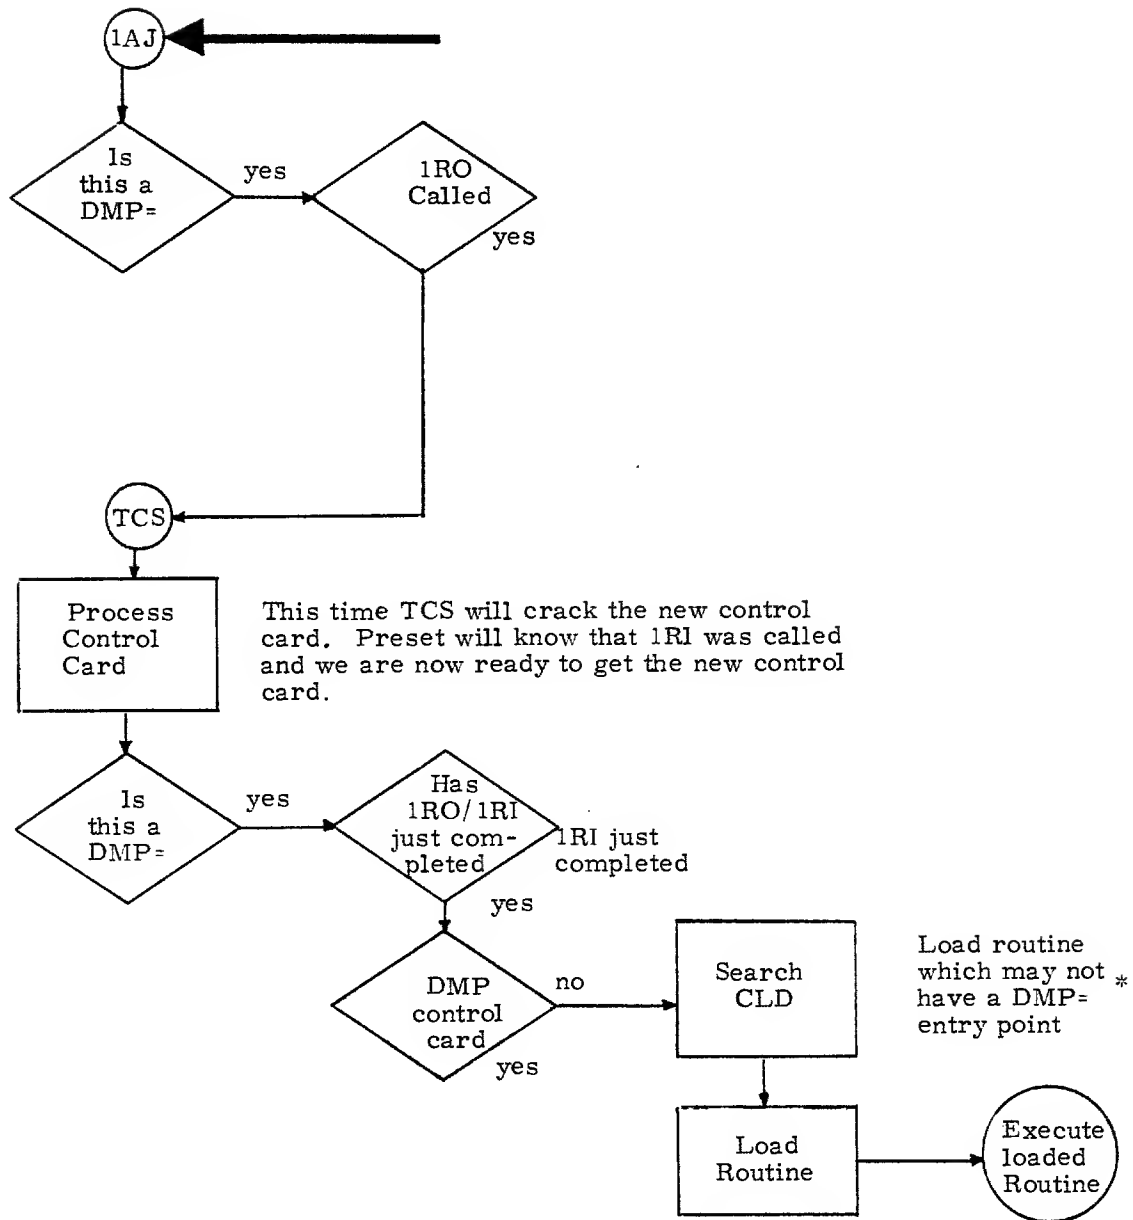 1AJ
Is
this a
DMP=
yes
1RO
Called
yes
TCS
Process
Control
Card
This time TCS will crack the new control
card. Preset will know that 1RI was called
and we are now ready to get the new control
card.
Is
this a
DMP=
yes
Has
1RO/1RI
just com-
pleted
1RI just
completed
yes
DMP
control
card
no
yes
Search
CLD
Load routine
which may not *
have a DMP=
entry point
Load
Routine
Execute
loaded
Routine